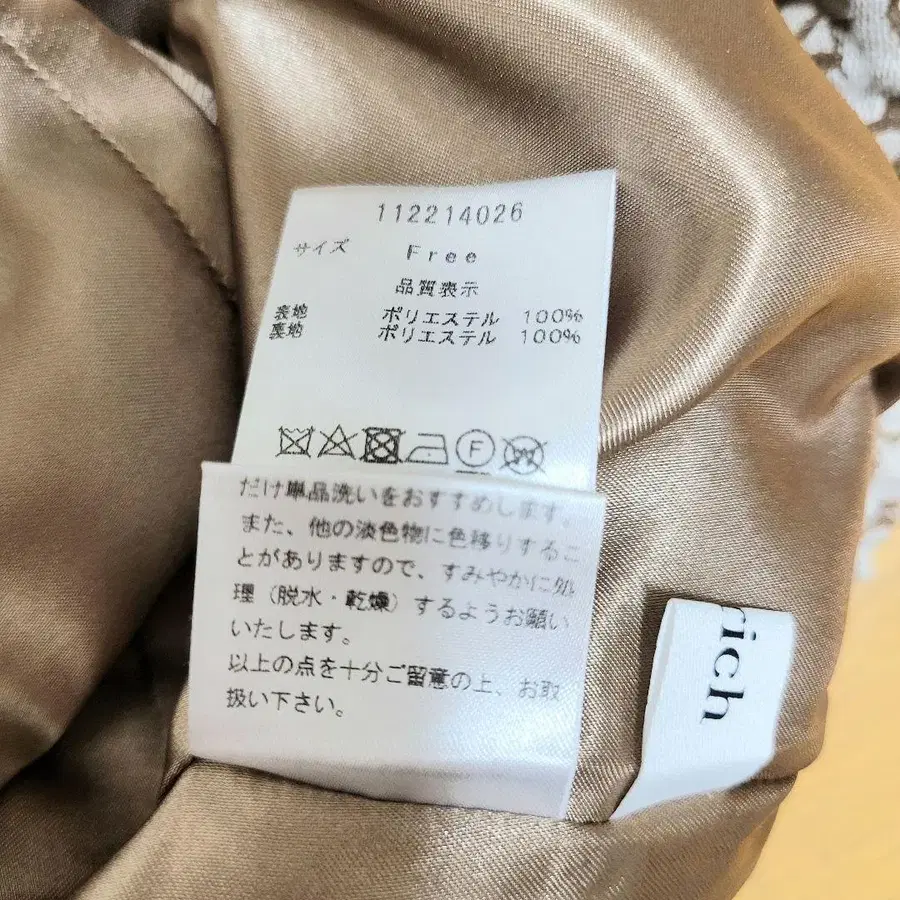 112214026
サイズ Free
品質表示
表地 ポリエステル 100%
裏地 ポリエステル 100%
F
だけ単品洗いをおすすめします。
また、他の淡色物に色移りするこ
とがありますので、すみやかに処
理（脱水・乾燥）するようお願い
いたします。
以上の点を十分ご留意の上、お取
扱い下さい。
rich